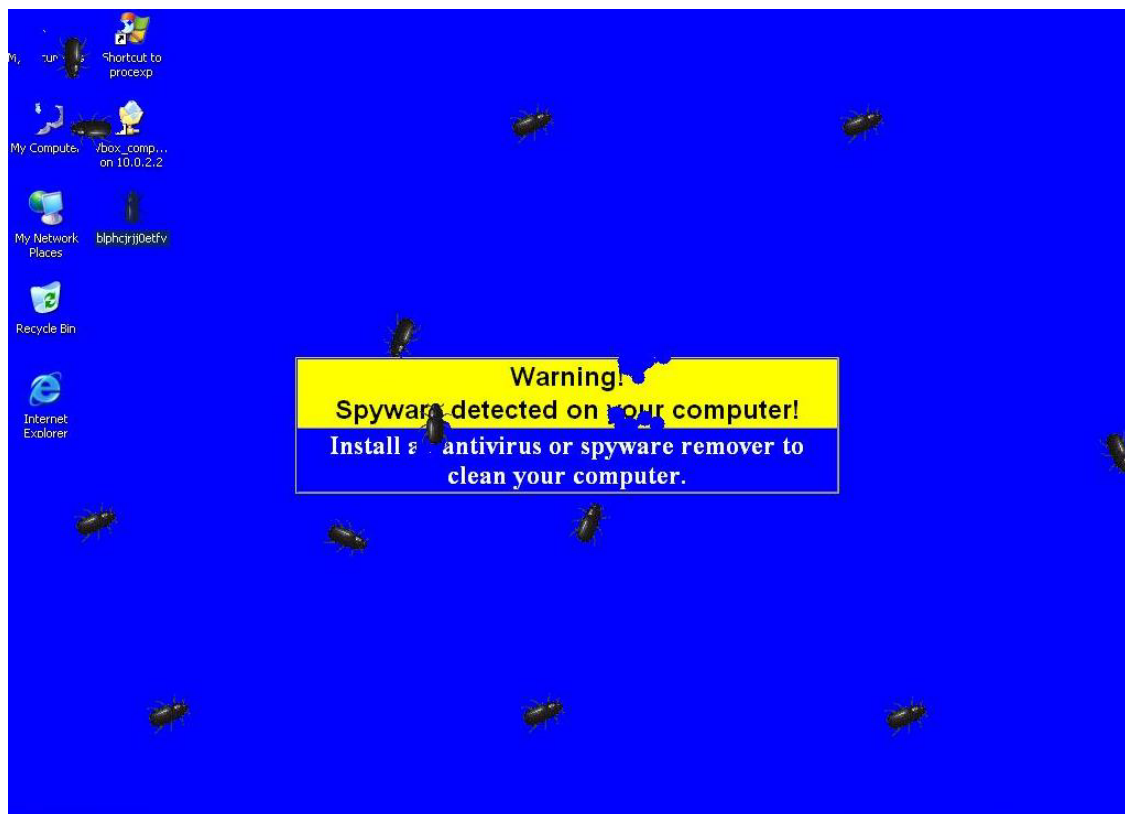 Shortcut to
procexp
My Compute
on 10.0.2.2
My Network
Places
blphcjrjj0etfv
Recycle Bin
Internet
Explorer
Warning!
Spyware detected on your computer!
Install antivirus or spyware remover to
clean your computer.